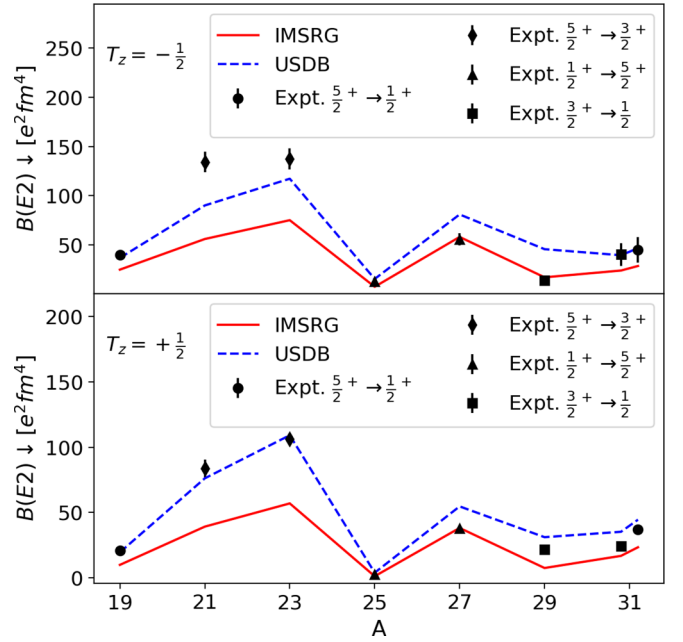 B(E2) ↓ [e²fm⁴]
250
200
150
100
50
T_z = −1/2
IMSRG
USDB
Expt. 5/2⁺ → 1/2⁺
Expt. 5/2⁺ → 3/2⁺
Expt. 1/2⁺ → 5/2⁺
Expt. 3/2⁺ → 1/2
B(E2) ↓ [e²fm⁴]
200
150
100
50
0
T_z = +1/2
IMSRG
USDB
Expt. 5/2⁺ → 1/2⁺
Expt. 5/2⁺ → 3/2⁺
Expt. 1/2⁺ → 5/2⁺
Expt. 3/2⁺ → 1/2
19 21 23 25 27 29 31
A